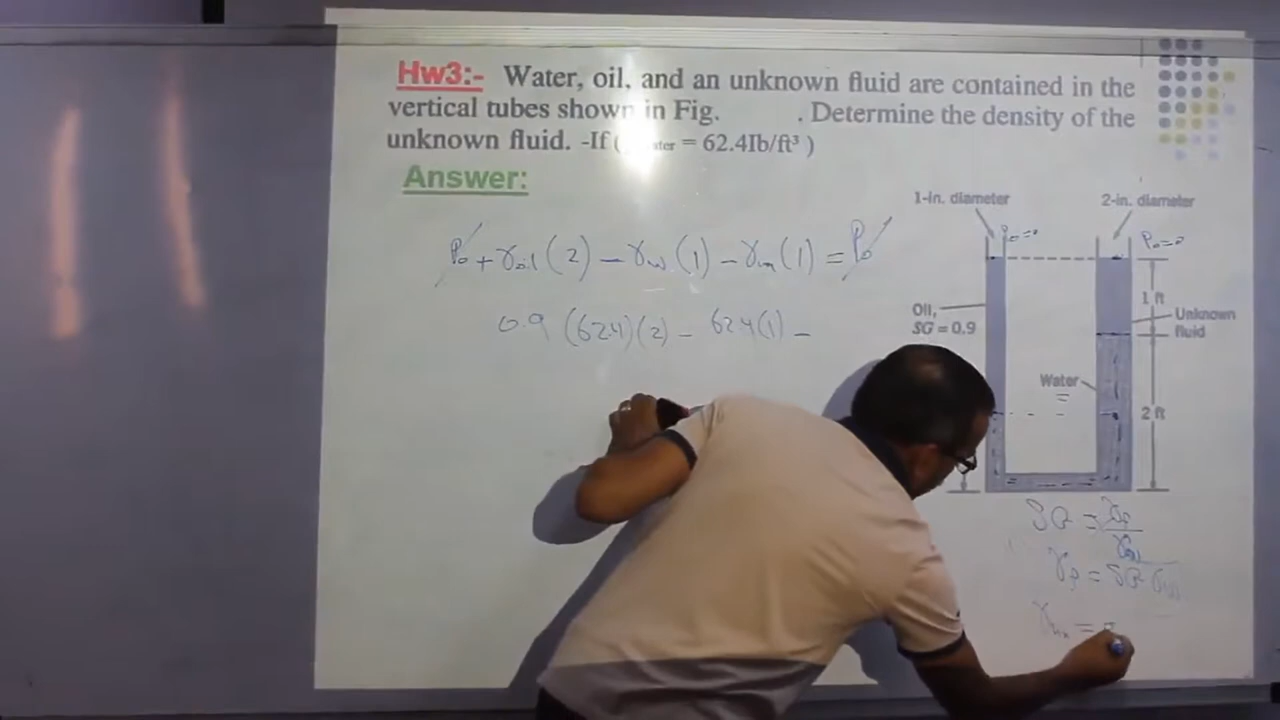 Hw3:- Water, oil, and an unknown fluid are contained in the
vertical tubes shown in Fig. . Determine the density of the
unknown fluid. -If ( ter = 62.4Ib/ft³ )
Answer:
1-in. diameter
2-in. diameter
P₀=0
P₀=0
P₀ + γoil (2) – γw (1) – γun (1) = P₀
0.9 (62.4)(2) – 62.4(1) –
Oil,
SG = 0.9
1 ft
Unknown
fluid
Water
2 ft
SG = γf / γw
γf = SG γw
γun =